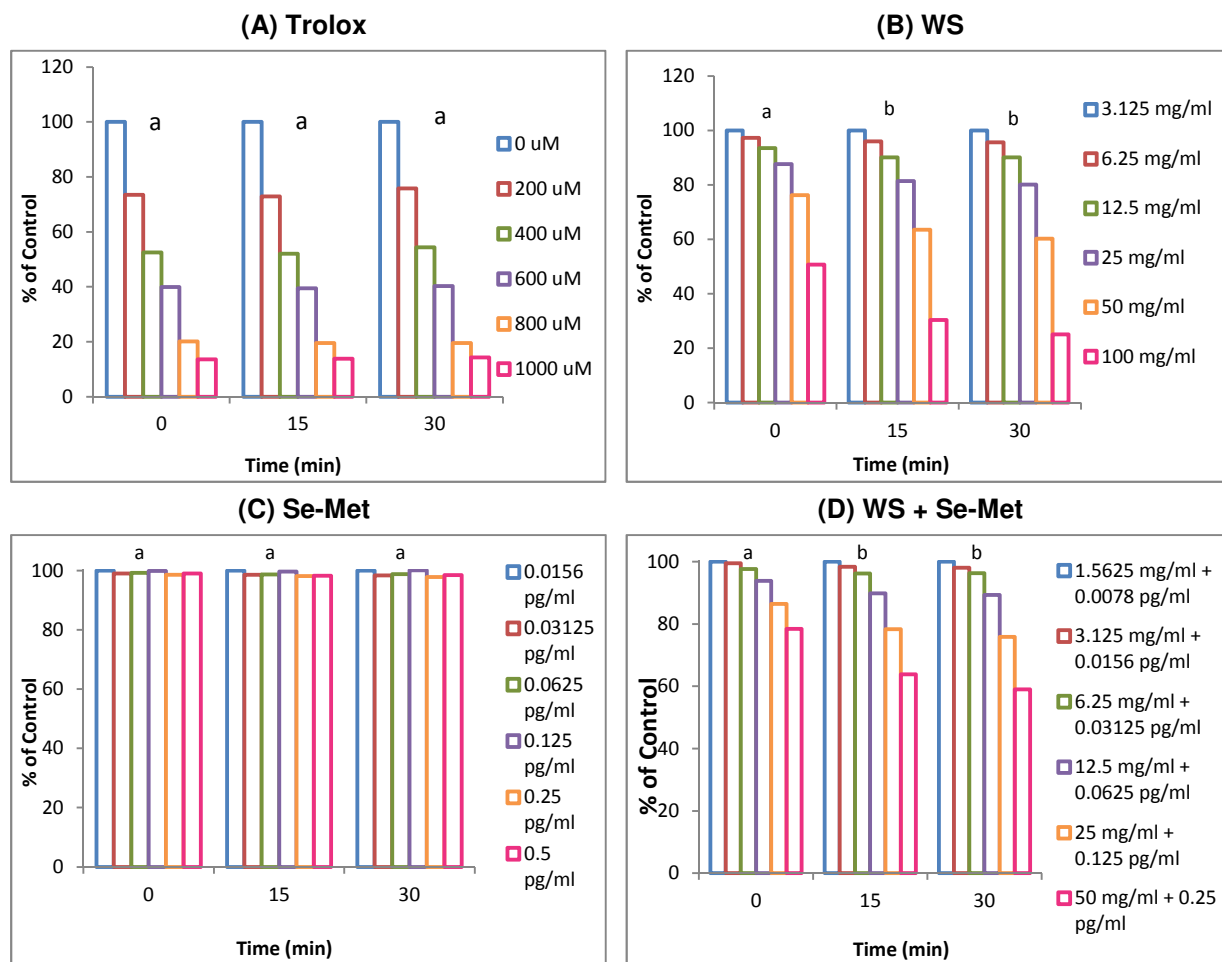 (A) Trolox
% of Control
120
100
80
60
40
20
0
a
a
a
0
15
30
Time (min)
0 uM
200 uM
400 uM
600 uM
800 uM
1000 uM
(B) WS
% of Control
120
100
80
60
40
20
0
a
b
b
0
15
30
Time (min)
3.125 mg/ml
6.25 mg/ml
12.5 mg/ml
25 mg/ml
50 mg/ml
100 mg/ml
(C) Se-Met
% of Control
100
80
60
40
20
0
a
a
a
0
15
30
Time (min)
0.0156
pg/ml
0.03125
pg/ml
0.0625
pg/ml
0.125
pg/ml
0.25
pg/ml
0.5
pg/ml
(D) WS + Se-Met
% of Control
100
80
60
40
20
0
a
b
b
0
15
30
Time (min)
1.5625 mg/ml +
0.0078 pg/ml
3.125 mg/ml +
0.0156 pg/ml
6.25 mg/ml +
0.03125 pg/ml
12.5 mg/ml +
0.0625 pg/ml
25 mg/ml +
0.125 pg/ml
50 mg/ml + 0.25
pg/ml